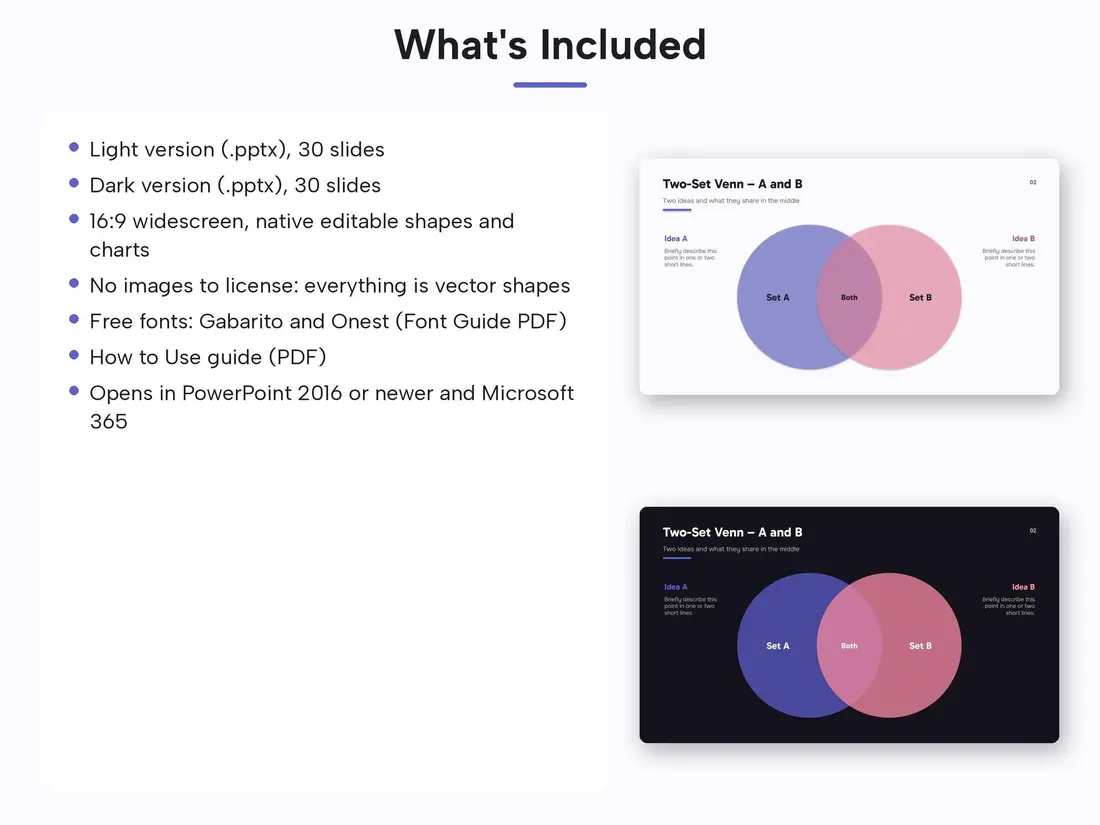 What's Included
Light version (.pptx), 30 slides
Dark version (.pptx), 30 slides
16:9 widescreen, native editable shapes and
charts
No images to license: everything is vector shapes
Free fonts: Gabarito and Onest (Font Guide PDF)
How to Use guide (PDF)
Opens in PowerPoint 2016 or newer and Microsoft
365
Two-Set Venn – A and B
02
Two ideas and what they share in the middle
Idea A
Briefly describe this
point in one or two
short lines.
Set A
Both
Set B
Idea B
Briefly describe this
point in one or two
short lines.
Two-Set Venn – A and B
02
Two ideas and what they share in the middle
Idea A
Briefly describe this
point in one or two
short lines.
Set A
Both
Set B
Idea B
Briefly describe this
point in one or two
short lines.